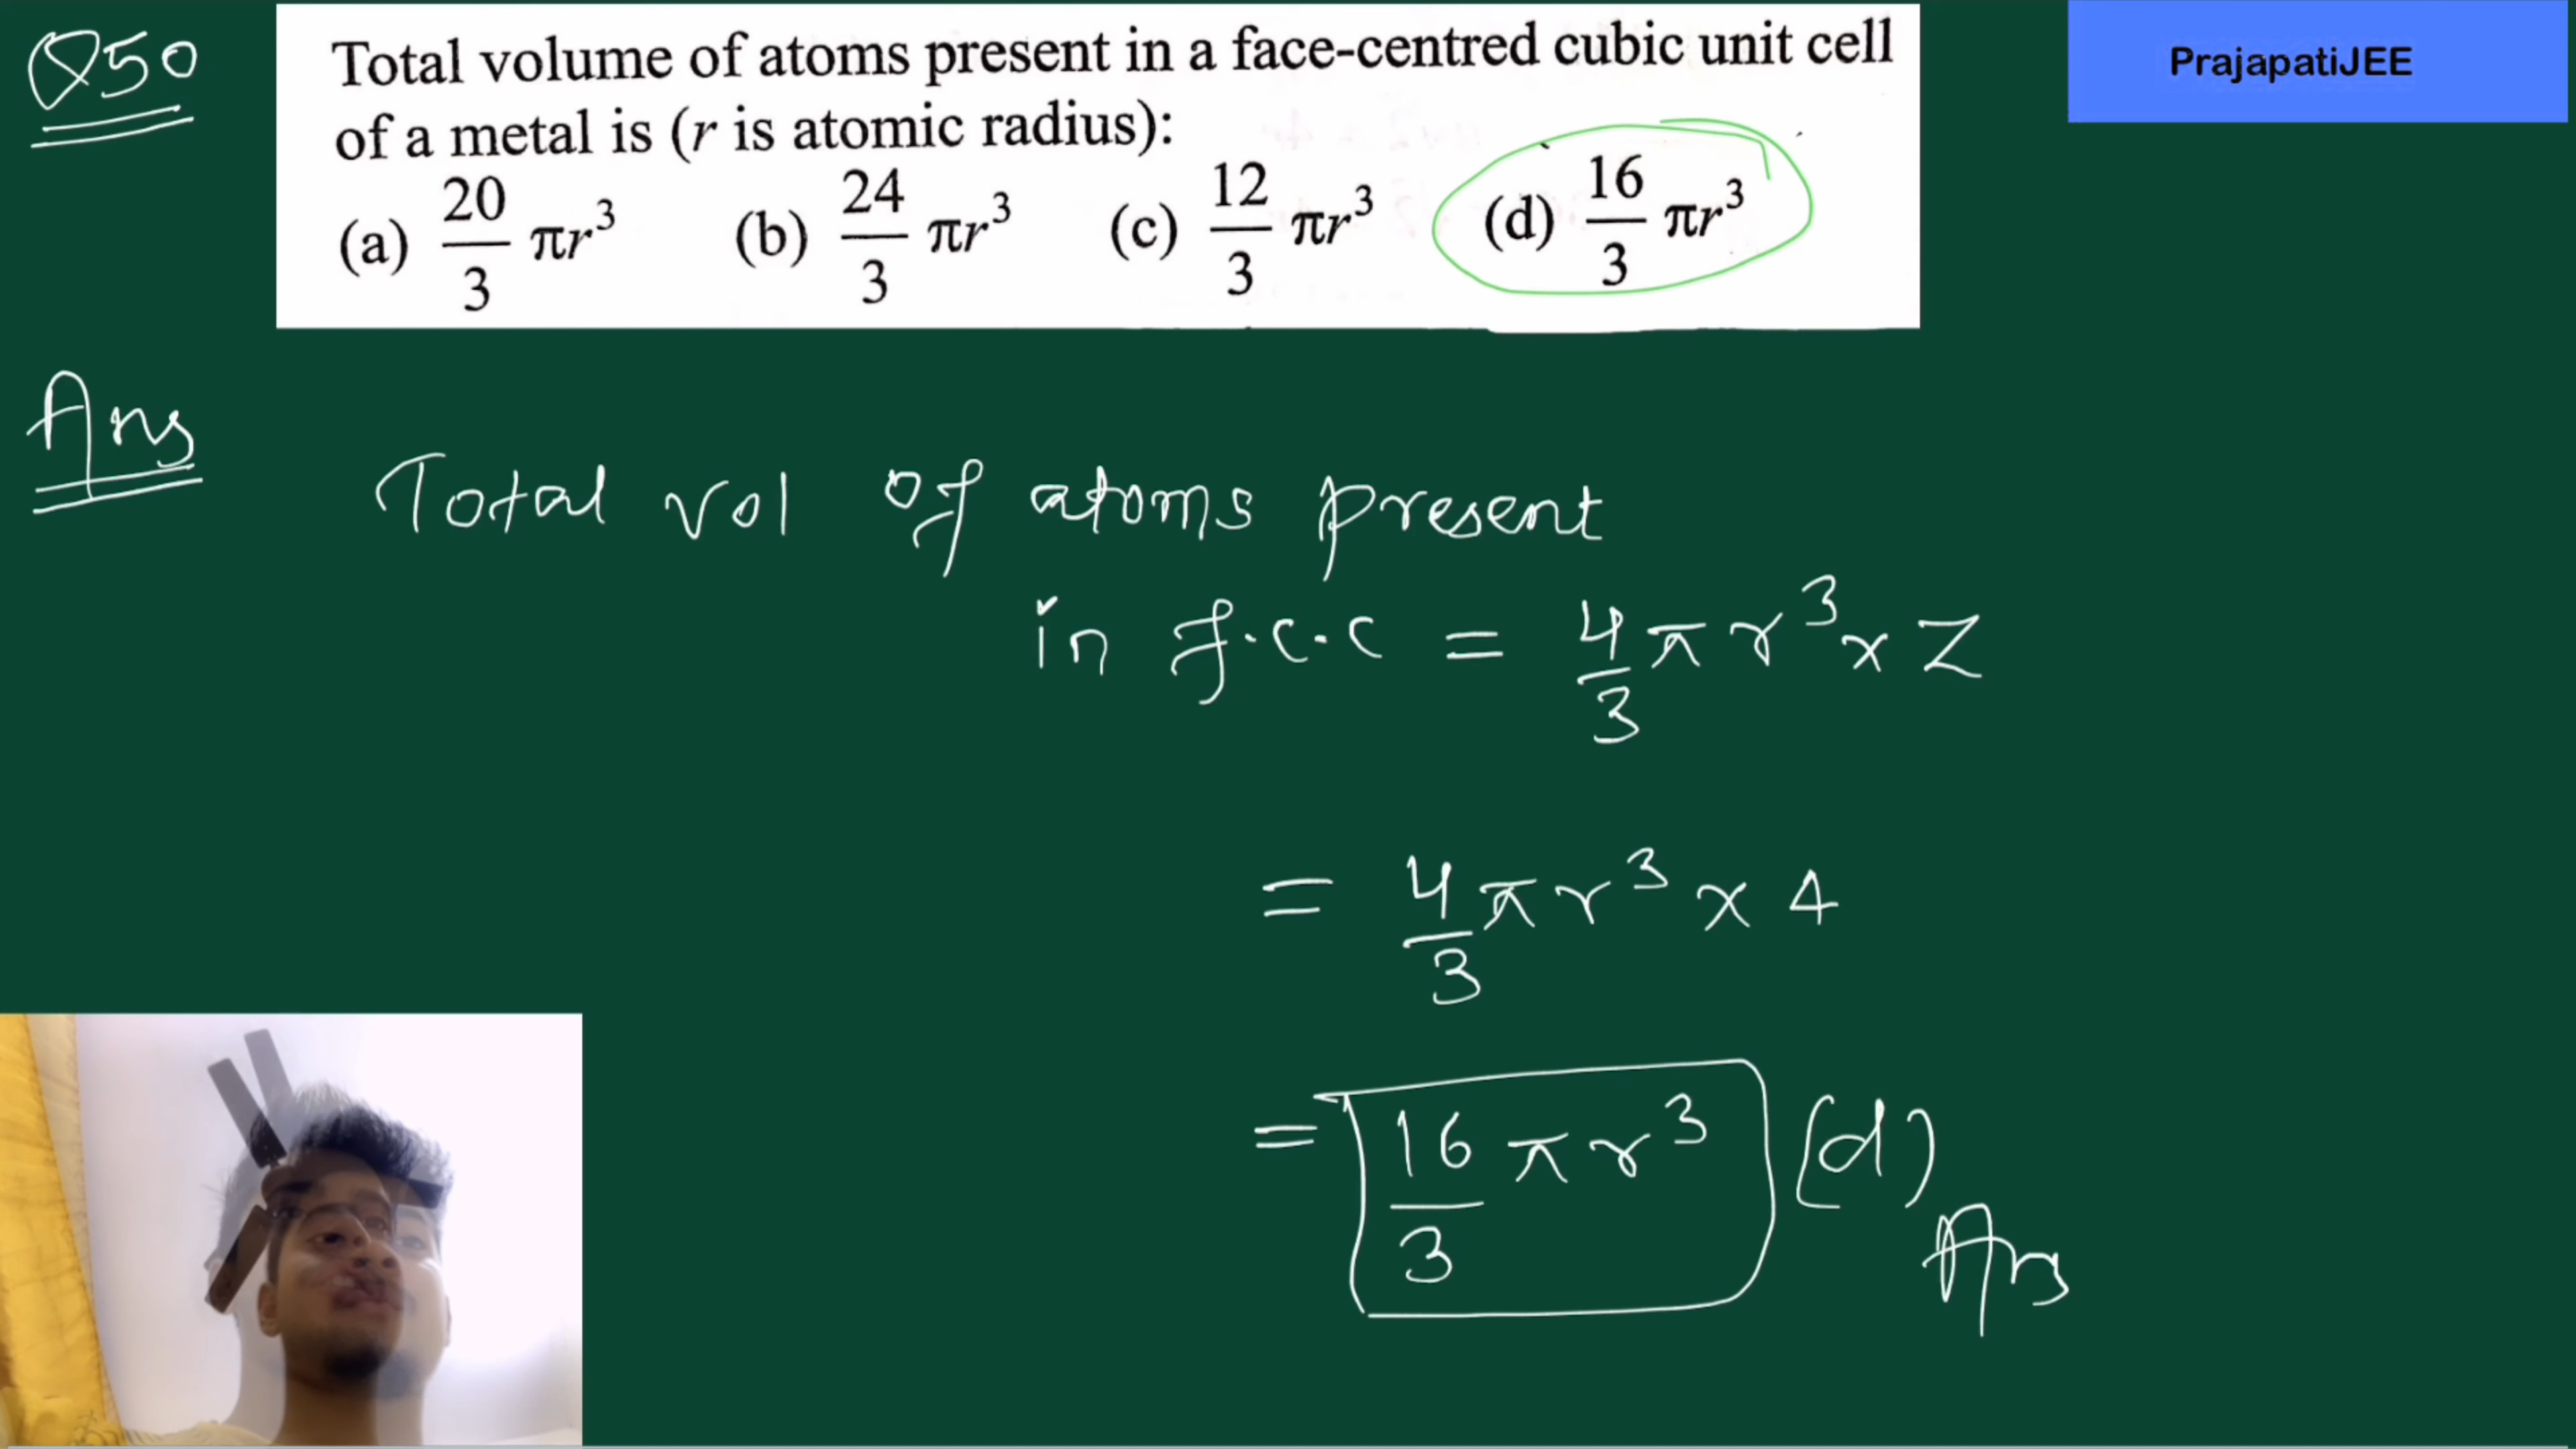 Q50
Total volume of atoms present in a face-centred cubic unit cell
of a metal is (r is atomic radius):
(a) 20/3 πr³ (b) 24/3 πr³ (c) 12/3 πr³ (d) 16/3 πr³
PrajapatiJEE
Ans
Total vol of atoms present
in f.c.c = 4/3 πr³ x Z
= 4/3 πr³ x 4
= 16/3 πr³ (d)
Ans